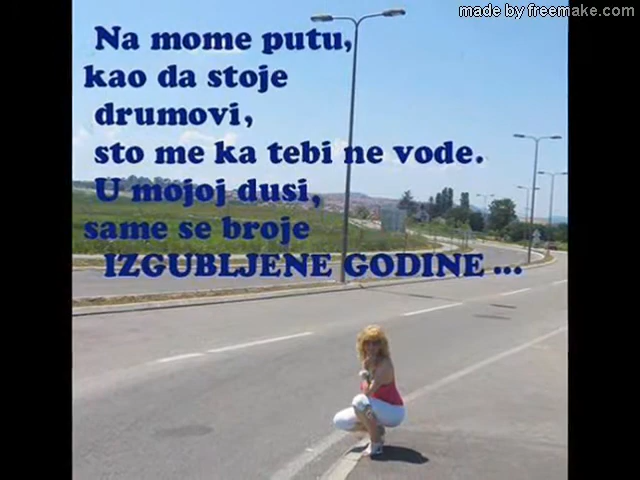 made by freemake.com
Na mome putu,
kao da stoje
drumovi,
sto me ka tebi ne vode.
U mojoj dusi,
same se broje
IZGUBLJENE GODINE ...